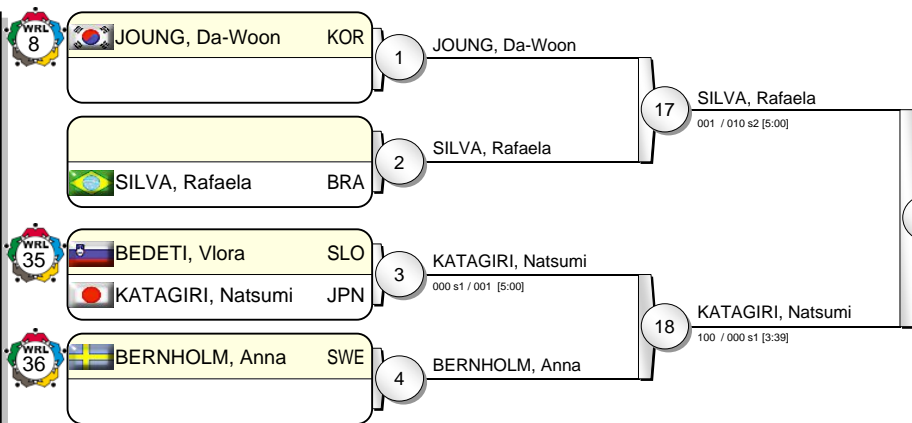 WRL
8
JOUNG, Da-Woon KOR
1
JOUNG, Da-Woon
17
SILVA, Rafaela
001 / 010 s2 [5:00]
SILVA, Rafaela BRA
2
SILVA, Rafaela
WRL
35
BEDETI, Vlora SLO
KATAGIRI, Natsumi JPN
3
KATAGIRI, Natsumi
000 s1 / 001 [5:00]
18
KATAGIRI, Natsumi
100 / 000 s1 [3:39]
WRL
36
BERNHOLM, Anna SWE
4
BERNHOLM, Anna